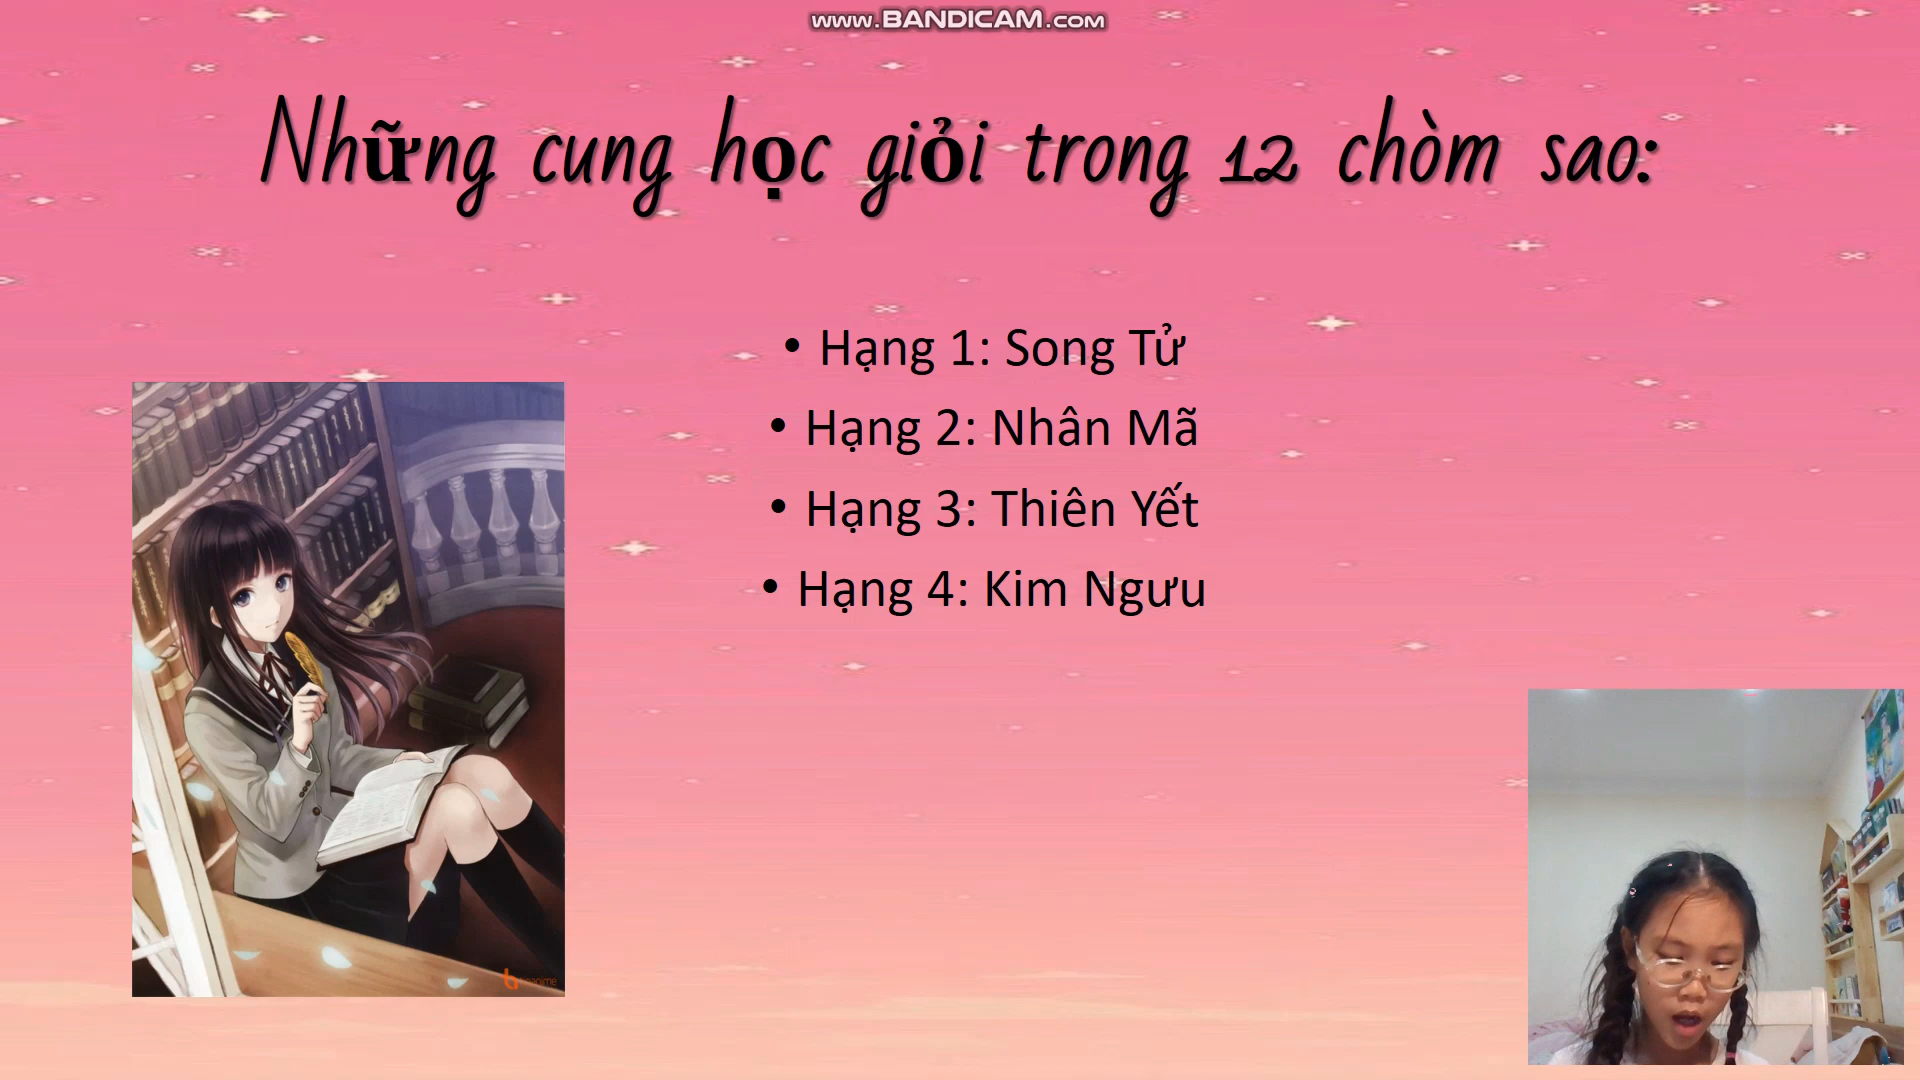 www.BANDICAM.com
Những cung học giỏi trong 12 chòm sao:
• Hạng 1: Song Tử
• Hạng 2: Nhân Mã
• Hạng 3: Thiên Yết
• Hạng 4: Kim Ngưu